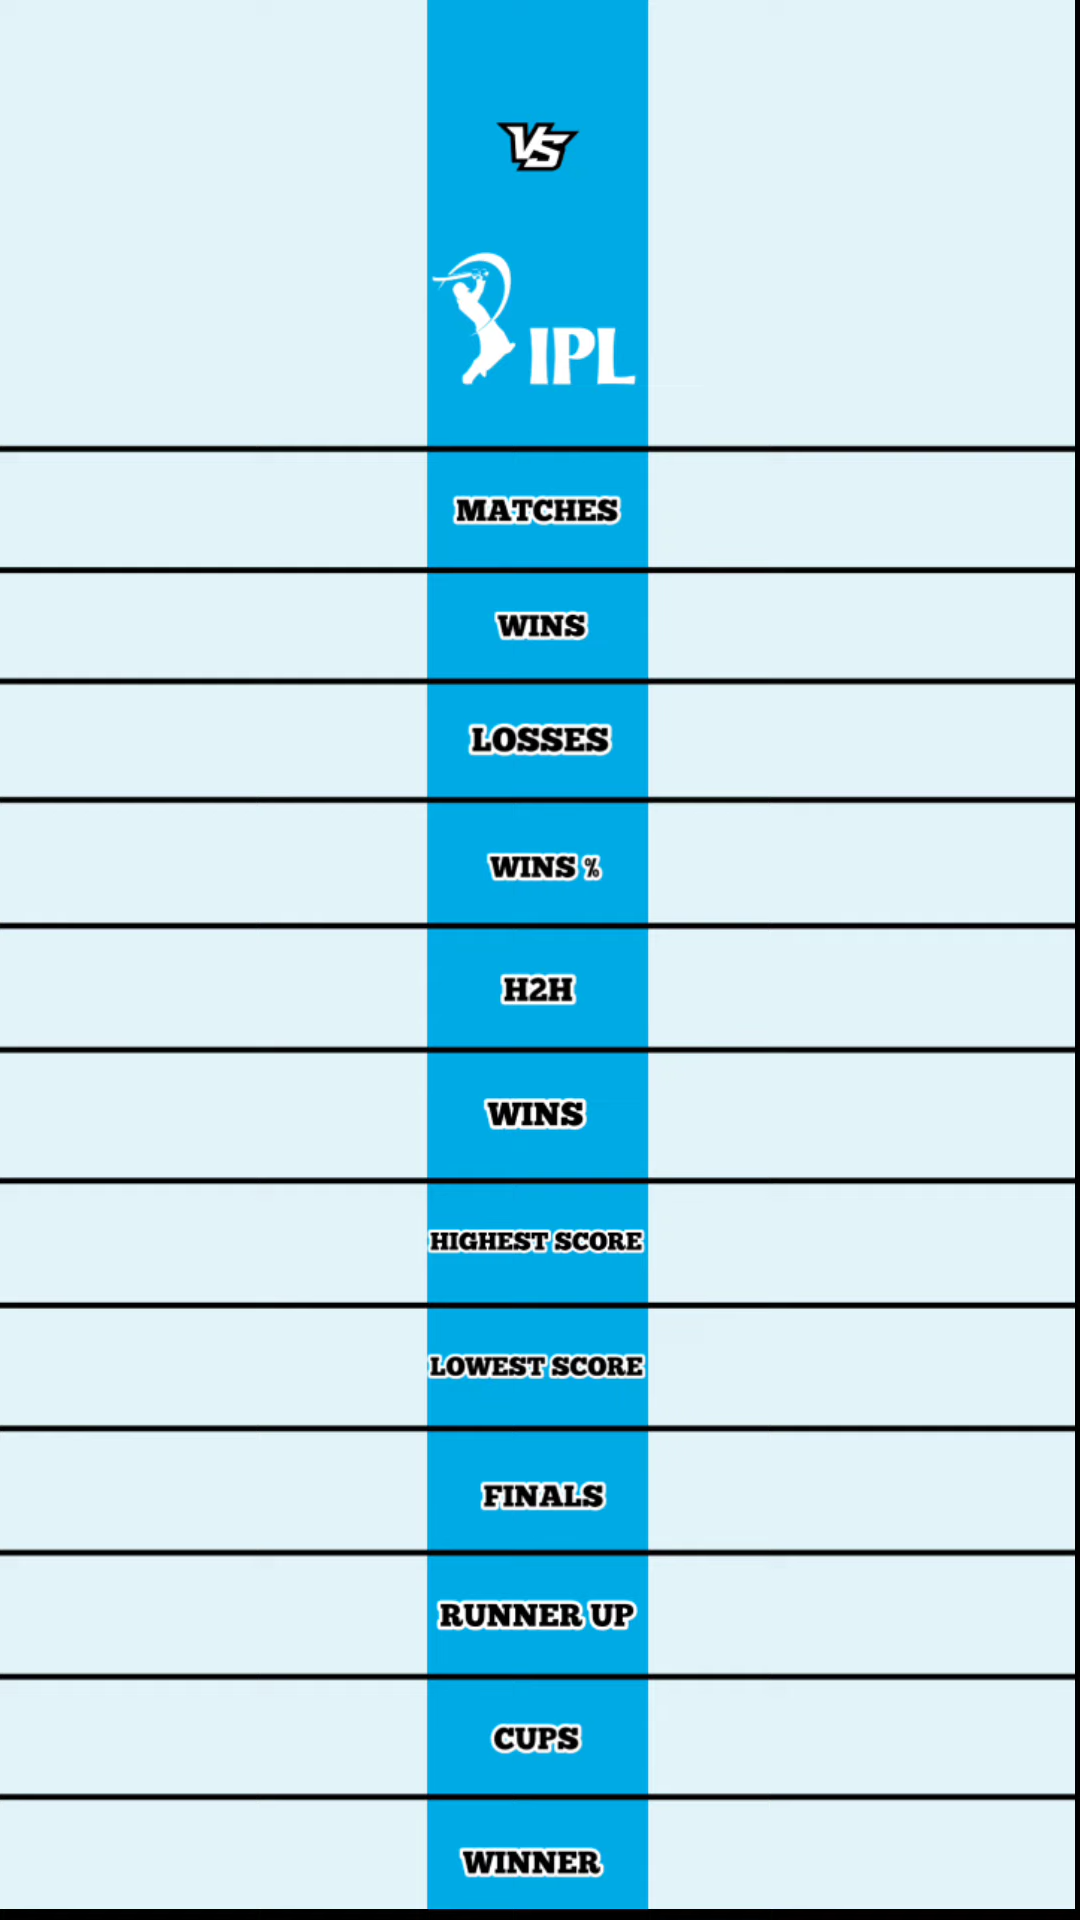 VS
IPL
MATCHES
WINS
LOSSES
WINS %
H2H
WINS
HIGHEST SCORE
LOWEST SCORE
FINALS
RUNNER UP
CUPS
WINNER